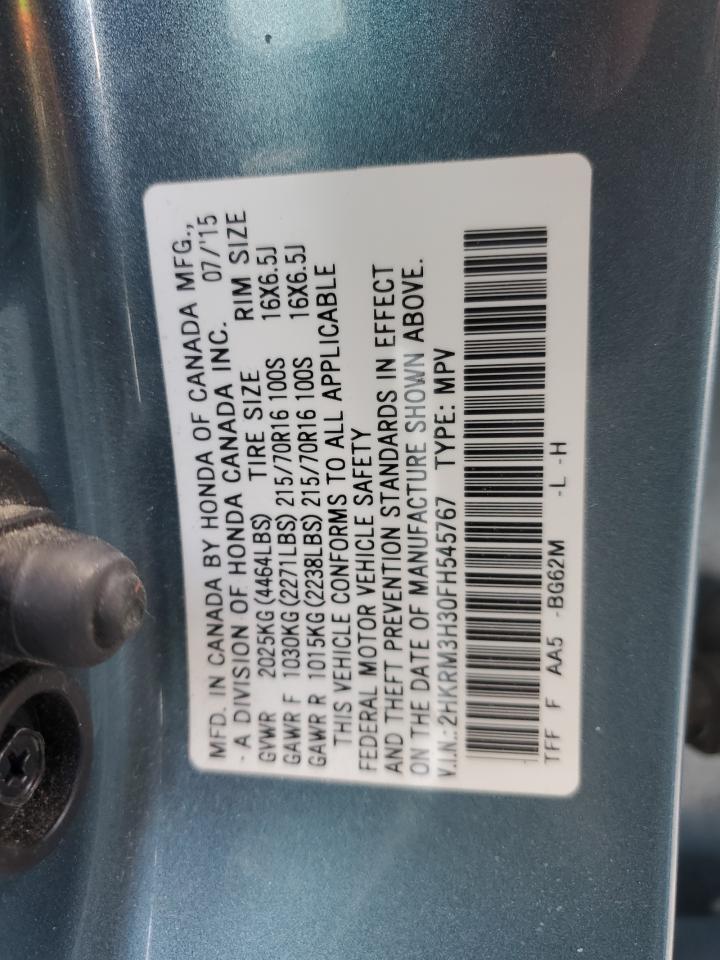 MFD. IN CANADA BY HONDA OF CANADA MFG.,
- A DIVISION OF HONDA CANADA INC. 07/'15
GVWR 2025KG (4464LBS) TIRE SIZE RIM SIZE
GAWR F 1030KG (2271LBS) 215/70R16 100S 16X6.5J
GAWR R 1015KG (2238LBS) 215/70R16 100S 16X6.5J
THIS VEHICLE CONFORMS TO ALL APPLICABLE
FEDERAL MOTOR VEHICLE SAFETY
AND THEFT PREVENTION STANDARDS IN EFFECT
ON THE DATE OF MANUFACTURE SHOWN ABOVE.
V.I.N.: 2HKRM3H30FH545767 TYPE: MPV
TFF F AA5 -BG62M -L -H